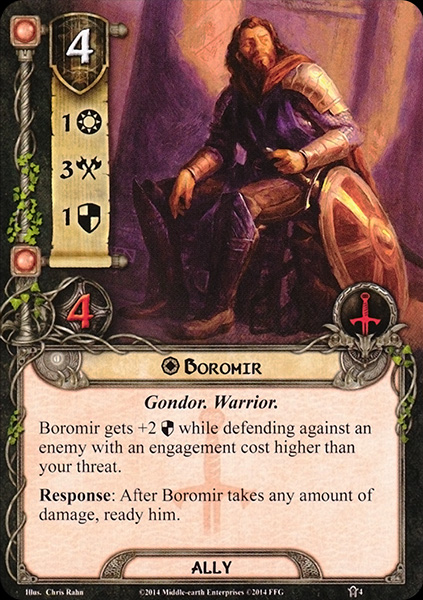 4
1
3
1
4
BOROMIR
Gondor. Warrior.
Boromir gets +2 while defending against an
enemy with an engagement cost higher than
your threat.
Response: After Boromir takes any amount of
damage, ready him.
ALLY
Illus. Chris Rahn ©2014 Middle-earth Enterprises ©2014 FFG 4